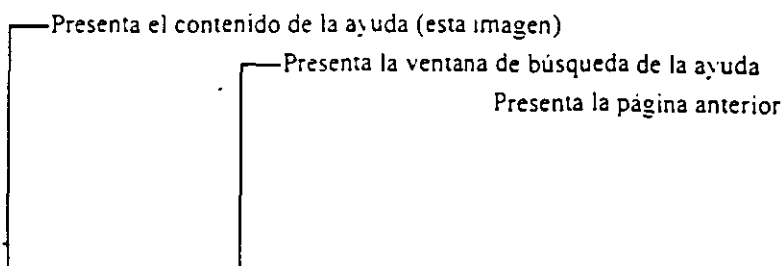 Presenta el contenido de la ayuda (esta imagen)
Presenta la ventana de búsqueda de la ayuda
Presenta la página anterior